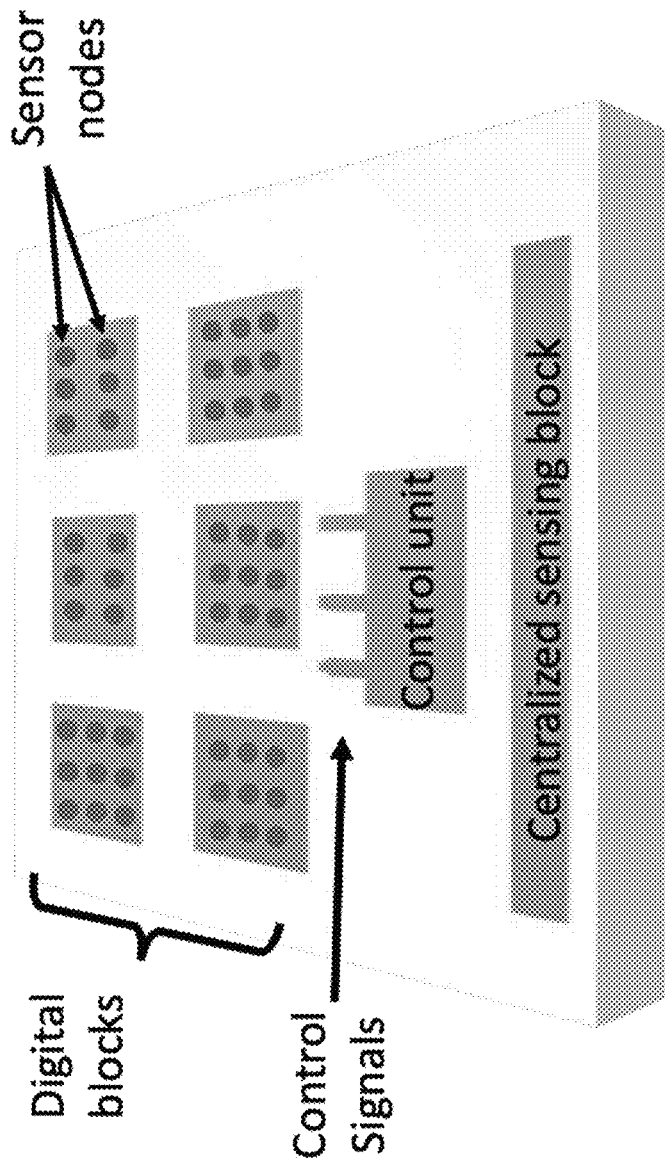 Digital
blocks
Sensor
nodes
Control
Signals
Control unit
Centralized sensing block